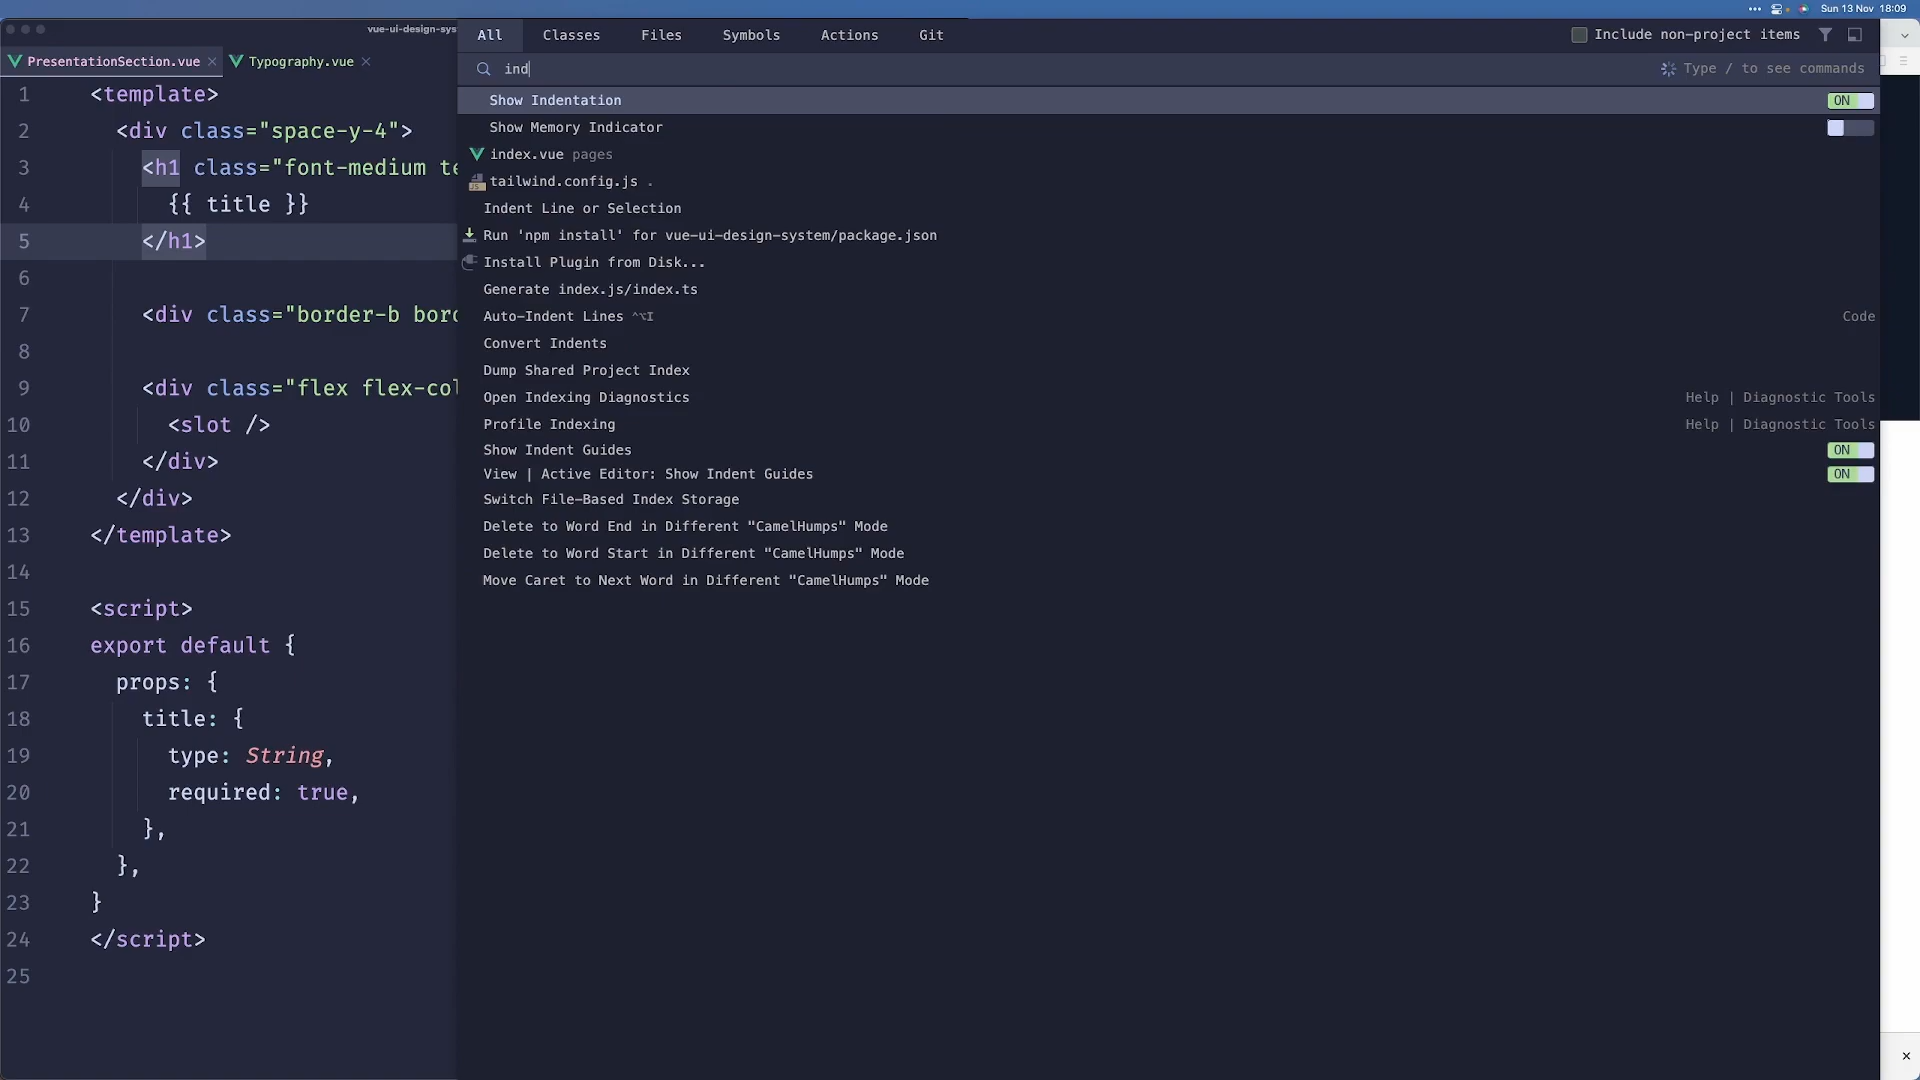 Sun 13 Nov 18:09
vue-ui-design-sys
PresentationSection.vue
Typography.vue
1 <template>
2 <div class="space-y-4">
3 <h1 class="font-medium te
4 {{ title }}
5 </h1>
6
7 <div class="border-b bord
8
9 <div class="flex flex-col
10 <slot />
11 </div>
12 </div>
13 </template>
14
15 <script>
16 export default {
17 props: {
18 title: {
19 type: String,
20 required: true,
21 },
22 },
23 }
24 </script>
25
All Classes Files Symbols Actions Git
Include non-project items
ind
Type / to see commands
Show Indentation ON
Show Memory Indicator
index.vue pages
tailwind.config.js .
Indent Line or Selection
Run 'npm install' for vue-ui-design-system/package.json
Install Plugin from Disk...
Generate index.js/index.ts
Auto-Indent Lines ⌃⌥I Code
Convert Indents
Dump Shared Project Index
Open Indexing Diagnostics Help | Diagnostic Tools
Profile Indexing Help | Diagnostic Tools
Show Indent Guides ON
View | Active Editor: Show Indent Guides ON
Switch File-Based Index Storage
Delete to Word End in Different "CamelHumps" Mode
Delete to Word Start in Different "CamelHumps" Mode
Move Caret to Next Word in Different "CamelHumps" Mode